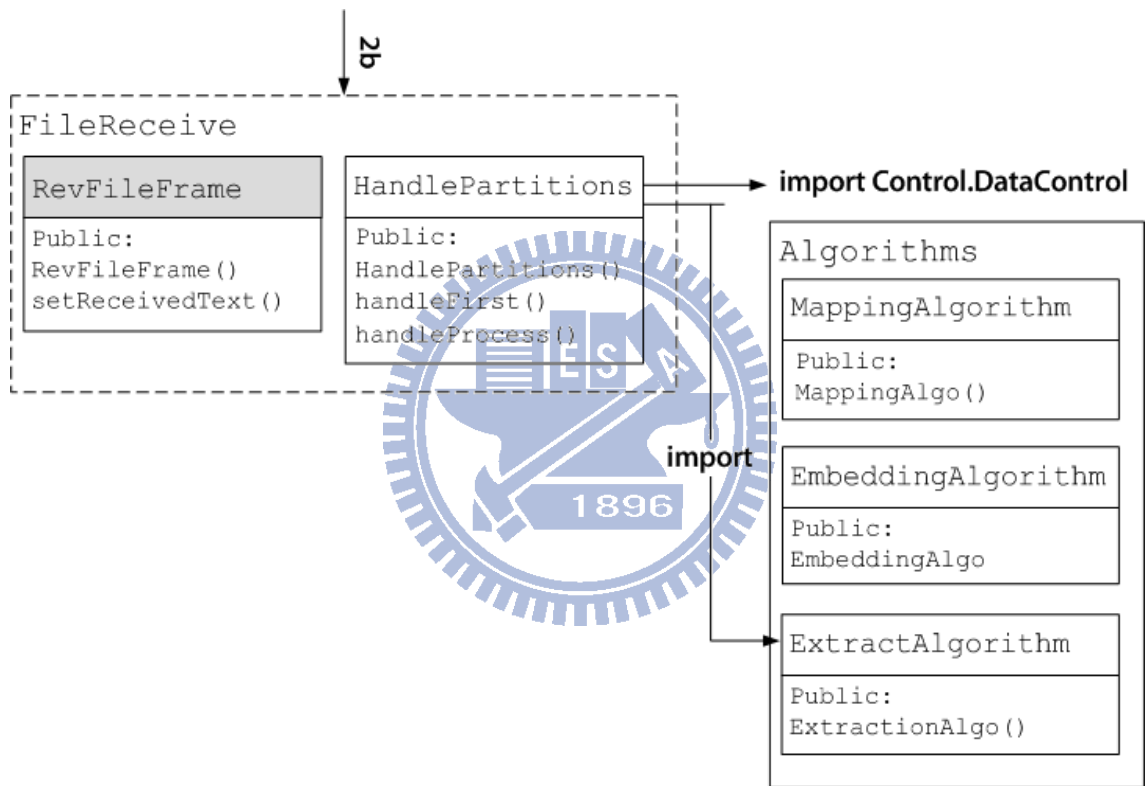 2b
FileReceive
RevFileFrame
Public:
RevFileFrame()
setReceivedText()
HandlePartitions
Public:
HandlePartitions()
handleFirst()
handleProcess()
import Control.DataControl
Algorithms
MappingAlgorithm
Public:
MappingAlgo()
import
EmbeddingAlgorithm
Public:
EmbeddingAlgo
ExtractAlgorithm
Public:
ExtractionAlgo()
E S A
1896